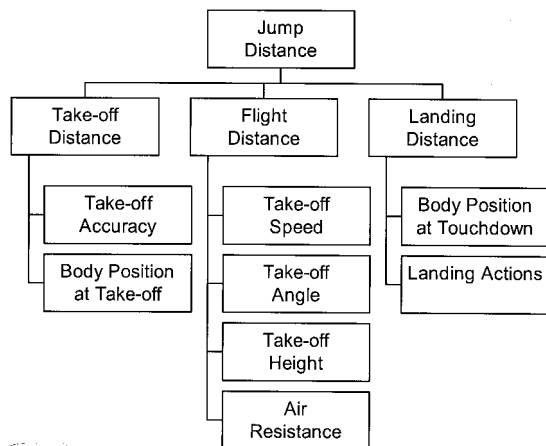 Jump
Distance
Take-off
Distance
Flight
Distance
Landing
Distance
Take-off
Accuracy
Body Position
at Take-off
Take-off
Speed
Take-off
Angle
Take-off
Height
Air
Resistance
Body Position
at Touchdown
Landing Actions